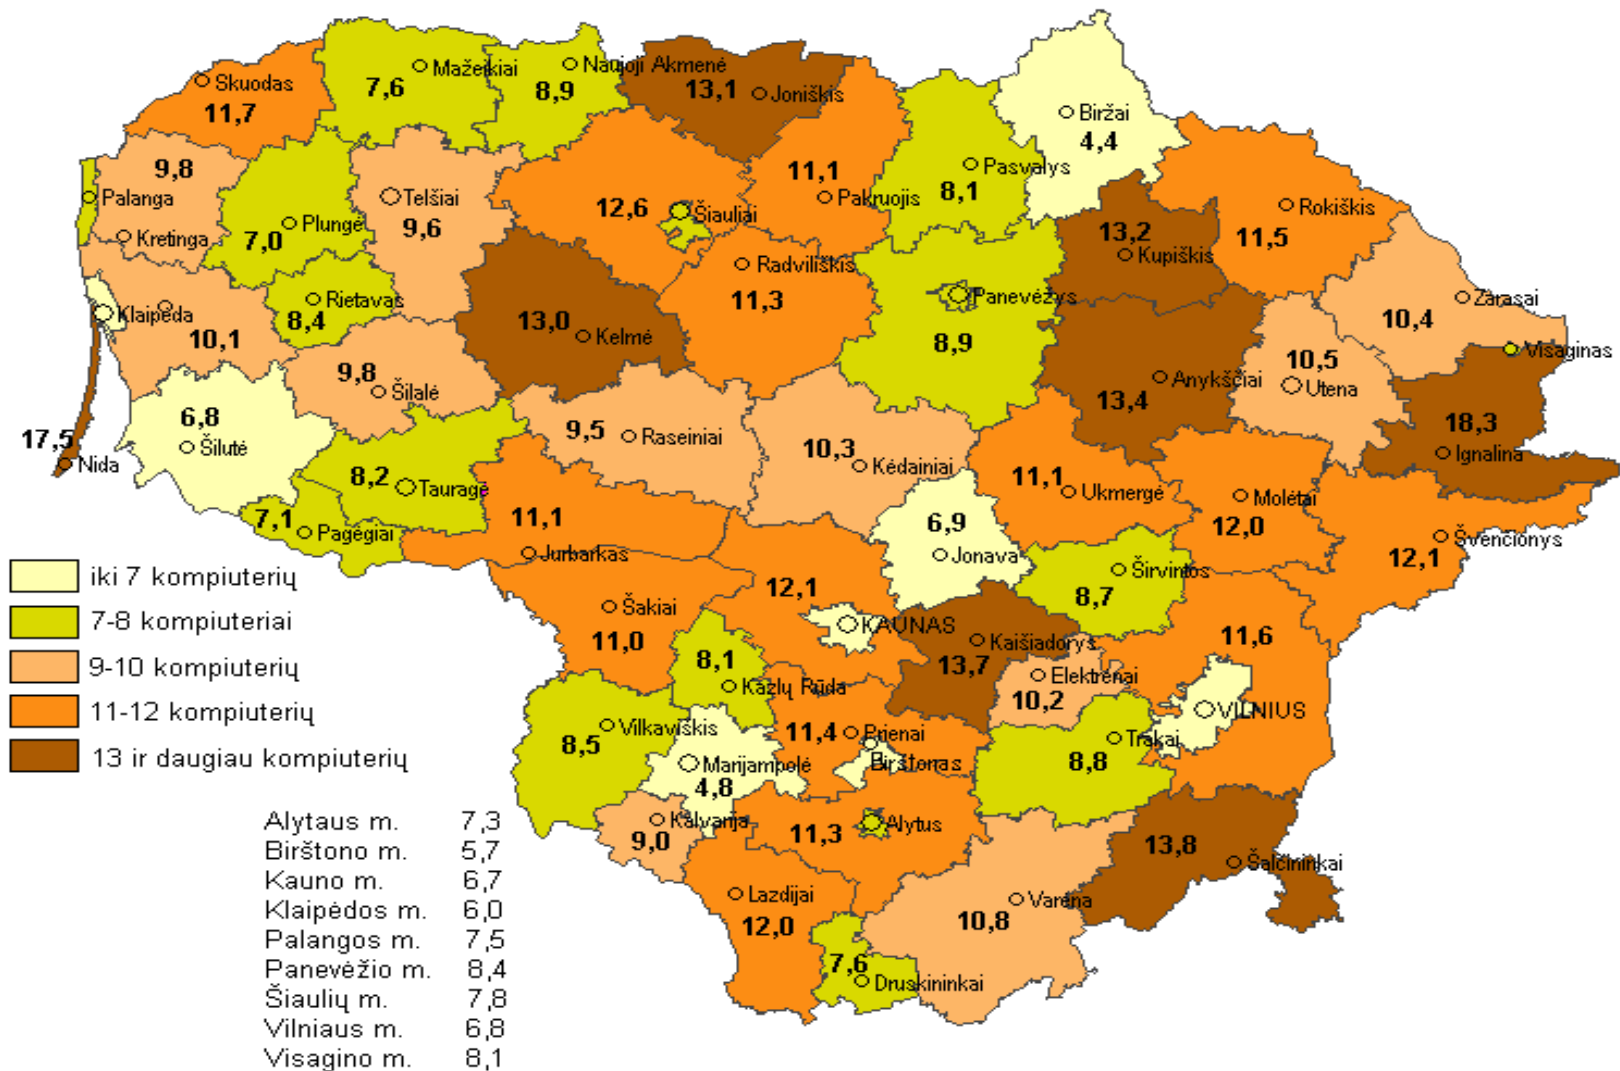 Skuodas
11,7
Mažeikiai
7,6
Naujoji Akmenė
8,9
13,1
Joniškis
Biržai
4,4
9,8
Palanga
Kretinga
Plungė
7,0
Telšiai
9,6
12,6
Šiauliai
11,1
Pakruojis
Pasvalys
8,1
Rokiškis
11,5
13,2
Kupiškis
Radviliškis
11,3
Panevėžys
8,9
Rietavas
8,4
Klaipėda
10,1
13,0
Kelmė
Zarasai
10,4
Visaginas
10,5
Utena
Anykščiai
13,4
9,8
Šilalė
6,8
Šilutė
17,5
Nida
9,5
Raseiniai
10,3
Kėdainiai
18,3
Ignalina
8,2
Tauragė
7,1
Pagėgiai
11,1
Jurbarkas
11,1
Ukmergė
Molėtai
12,0
6,9
Jonava
Švenčionys
12,1
Širvintos
8,7
12,1
KAUNAS
Šakiai
11,0
Kaišiadorys
13,7
11,6
8,1
Kazlų Rūda
Elektrėnai
10,2
VILNIUS
Vilkaviškis
8,5
11,4
Prienai
Birštonas
Trakai
8,8
Marijampolė
4,8
Kalvarija
9,0
11,3
Alytus
13,8
Šalčininkai
Lazdijai
12,0
Varėna
10,8
7,6
Druskininkai
iki 7 kompiuterių
7-8 kompiuteriai
9-10 kompiuterių
11-12 kompiuterių
13 ir daugiau kompiuterių
Alytaus m. 7,3
Birštono m. 5,7
Kauno m. 6,7
Klaipėdos m. 6,0
Palangos m. 7,5
Panevėžio m. 8,4
Šiaulių m. 7,8
Vilniaus m. 6,8
Visagino m. 8,1